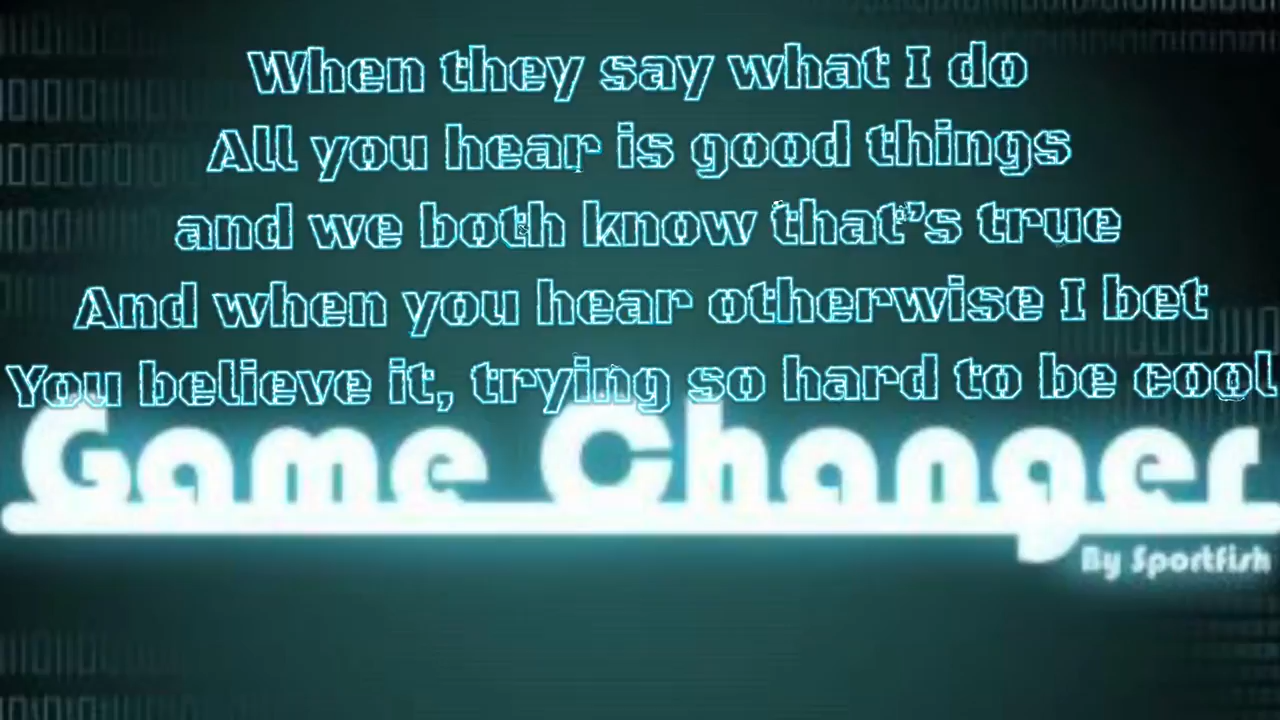 When they say what I do
All you hear is good things
and we both know that's true
And when you hear otherwise I bet
You believe it, trying so hard to be cool
Game Changer
By Sportfish